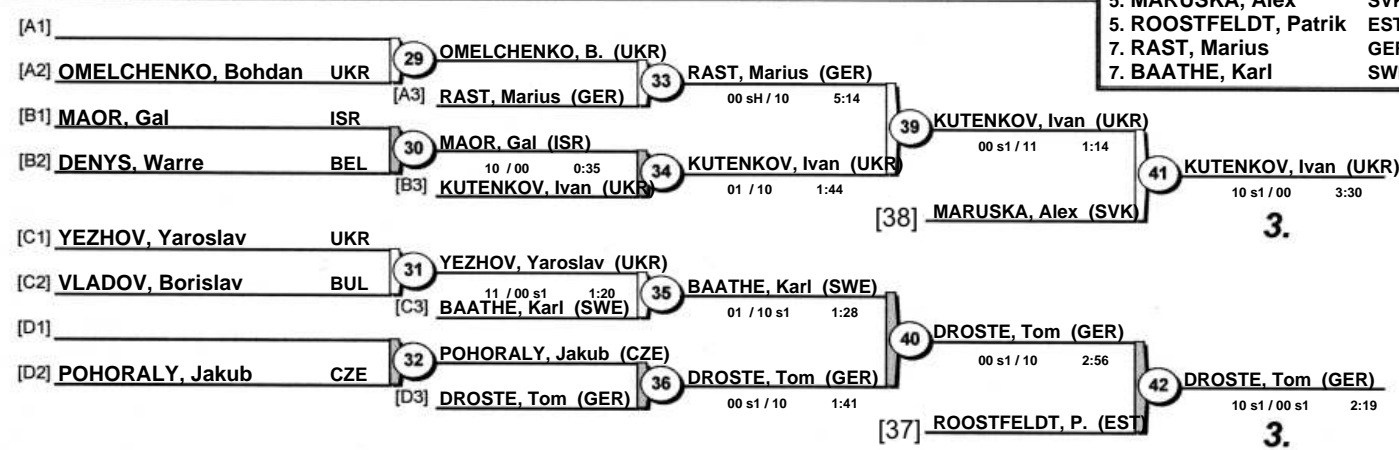 5. MARUSKA, Alex
5. ROOSTFELDT, Patrik EST
7. RAST, Marius GER
7. BAATHE, Karl
[A1]
[A2] OMELCHENKO, Bohdan UKR
29
OMELCHENKO, B. (UKR)
[A3] RAST, Marius (GER)
33
RAST, Marius (GER)
00 sH / 10 5:14
[B1] MAOR, Gal ISR
[B2] DENYS, Warre BEL
30
MAOR, Gal (ISR)
10 / 00 0:35
[B3] KUTENKOV, Ivan (UKR)
34
KUTENKOV, Ivan (UKR)
01 / 10 1:44
39
KUTENKOV, Ivan (UKR)
00 s1 / 11 1:14
[38] MARUSKA, Alex (SVK)
41
KUTENKOV, Ivan (UKR)
10 s1 / 00 3:30
3.
[C1] YEZHOV, Yaroslav UKR
[C2] VLADOV, Borislav BUL
31
YEZHOV, Yaroslav (UKR)
11 / 00 s1 1:20
[C3] BAATHE, Karl (SWE)
35
BAATHE, Karl (SWE)
01 / 10 s1 1:28
[D1]
[D2] POHORALY, Jakub CZE
32
POHORALY, Jakub (CZE)
[D3] DROSTE, Tom (GER)
36
DROSTE, Tom (GER)
00 s1 / 10 1:41
40
DROSTE, Tom (GER)
00 s1 / 10 2:56
[37] ROOSTFELDT, P. (EST)
42
DROSTE, Tom (GER)
10 s1 / 00 s1 2:19
3.